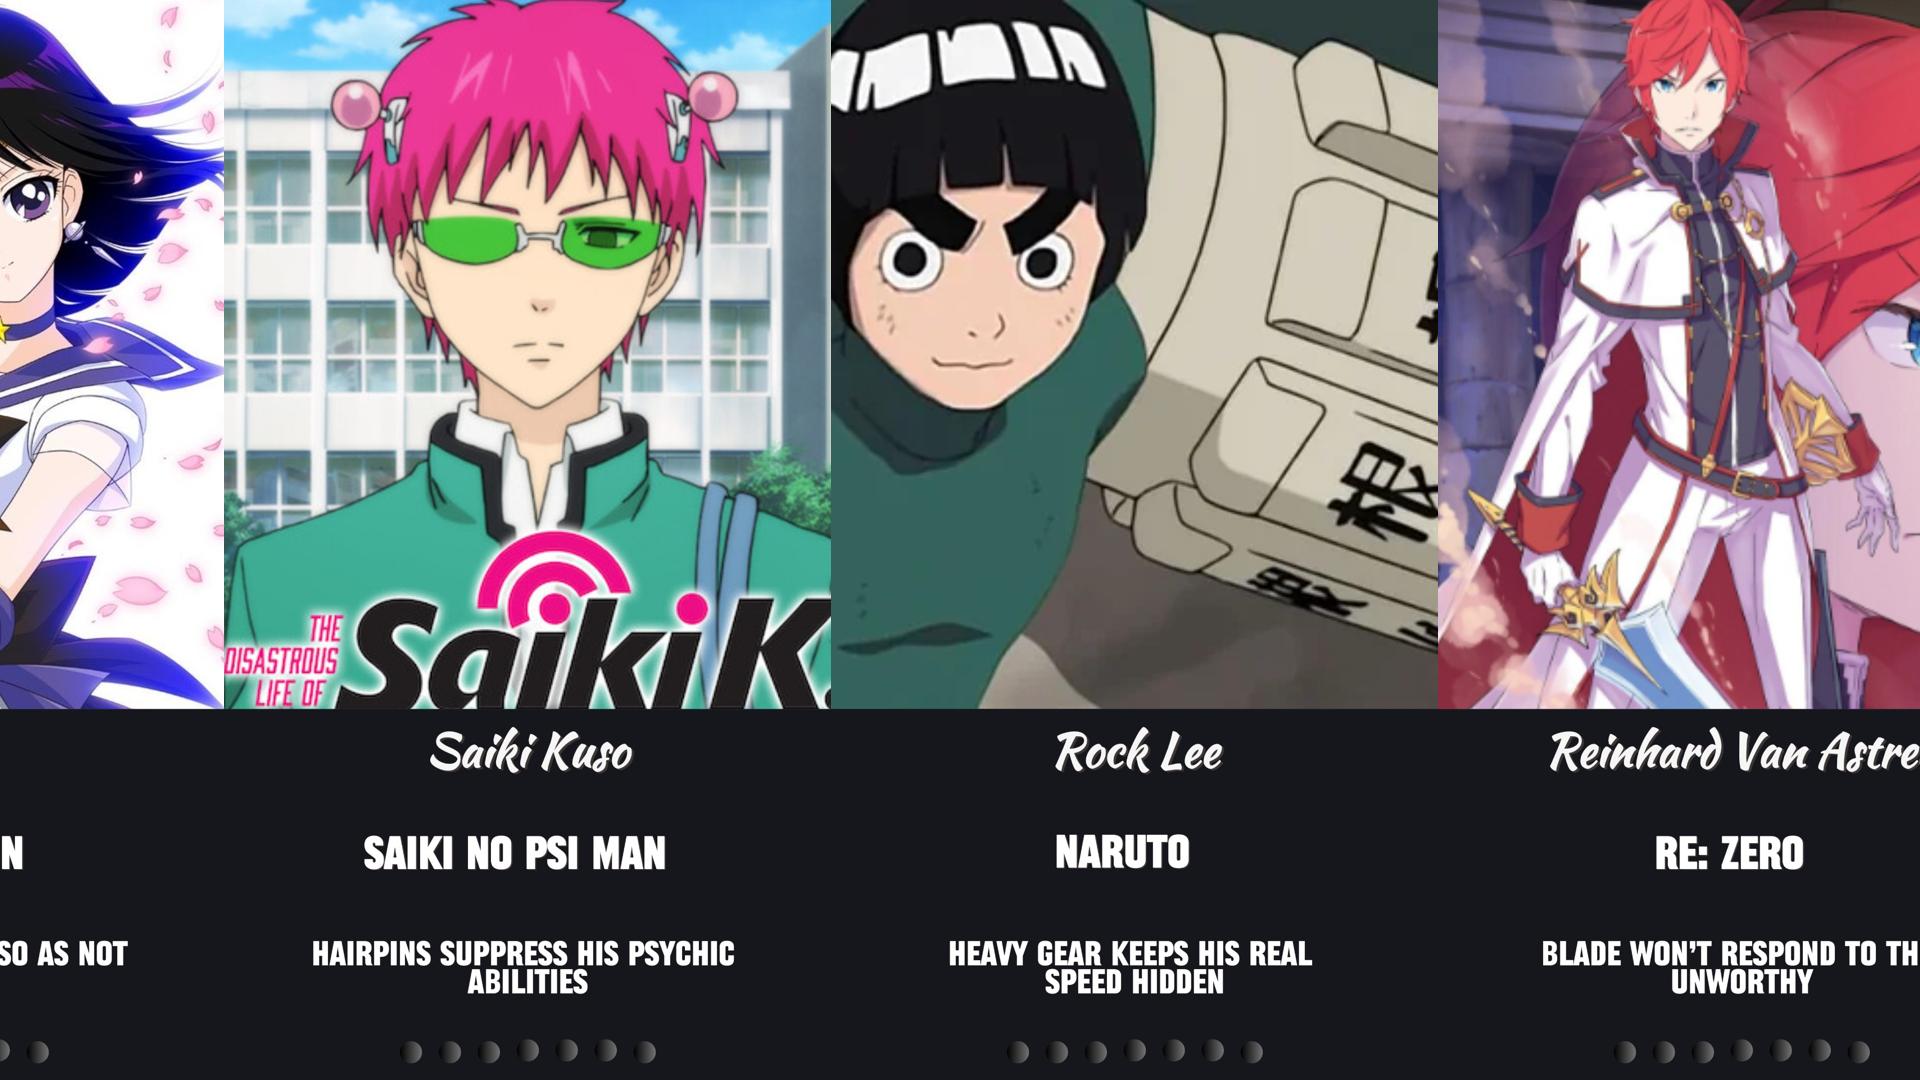 THE
DISASTROUS
LIFE OF
Saiki K.
根
Saiki Kuso
Rock Lee
Reinhard Van Astre
N
SAIKI NO PSI MAN
NARUTO
RE: ZERO
SO AS NOT
HAIRPINS SUPPRESS HIS PSYCHIC
ABILITIES
HEAVY GEAR KEEPS HIS REAL
SPEED HIDDEN
BLADE WON’T RESPOND TO TH
UNWORTHY